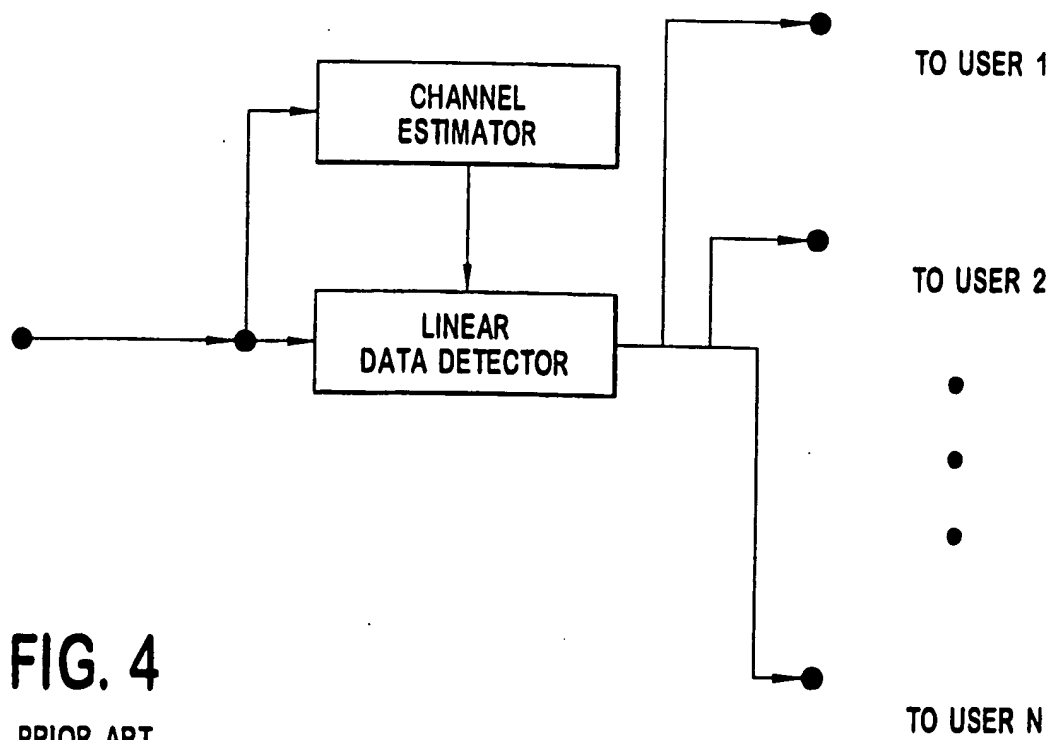 TO USER 1
CHANNEL
ESTIMATOR
TO USER 2
LINEAR
DATA DETECTOR
FIG. 4
PRIOR ART
TO USER N